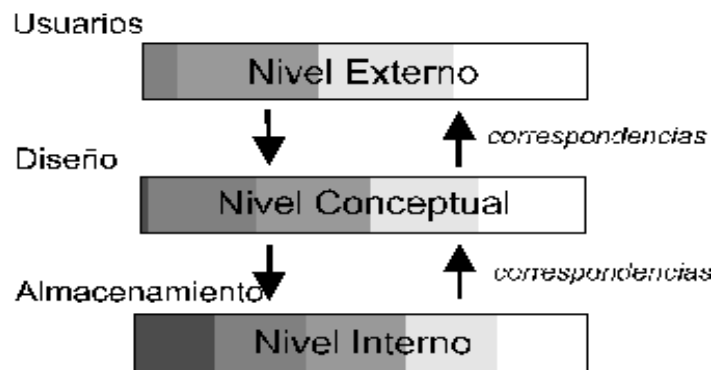 Usuarios
Nivel Externo
correspondencias
Diseño
Nivel Conceptual
correspondencias
Almacenamiento
Nivel Interno